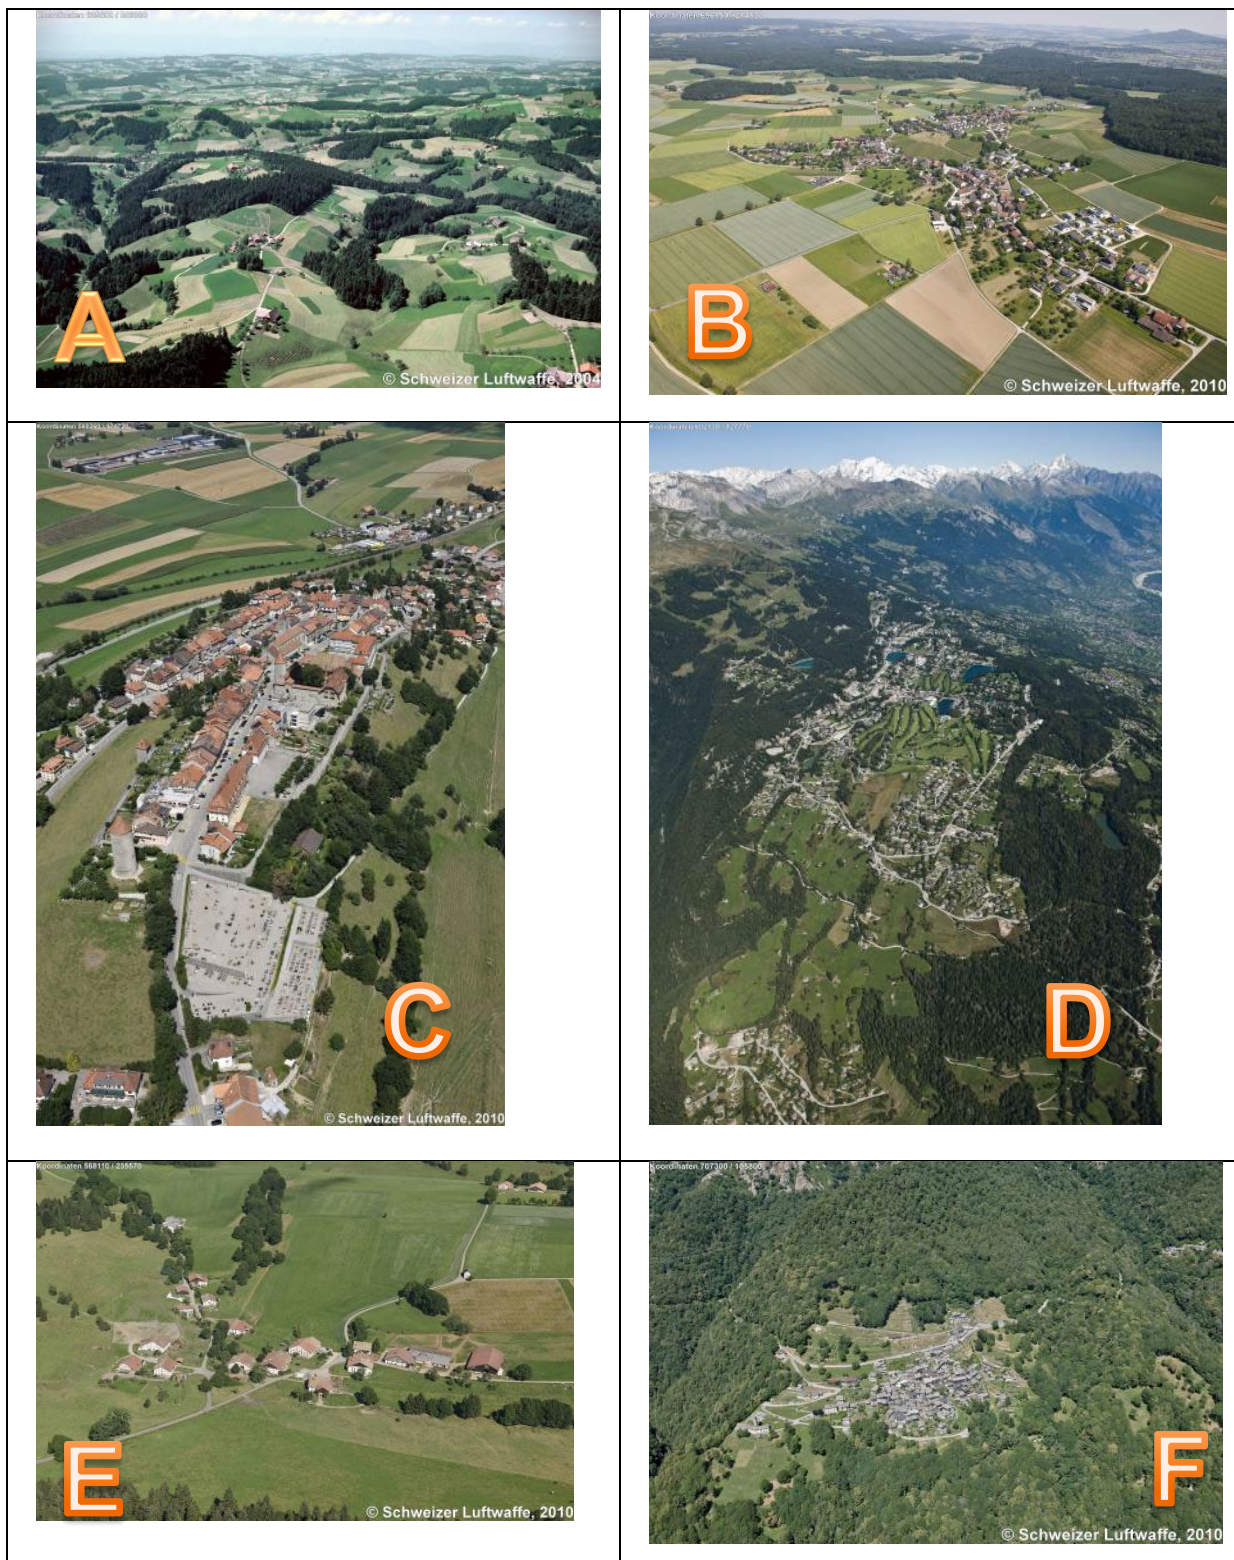 A
© Schweizer Luftwaffe, 2004
B
© Schweizer Luftwaffe, 2010
C
© Schweizer Luftwaffe, 2010
D
Koordinaten 568110 / 235570
E
© Schweizer Luftwaffe, 2010
Koordinaten 707300 / 105800
F
© Schweizer Luftwaffe, 2010